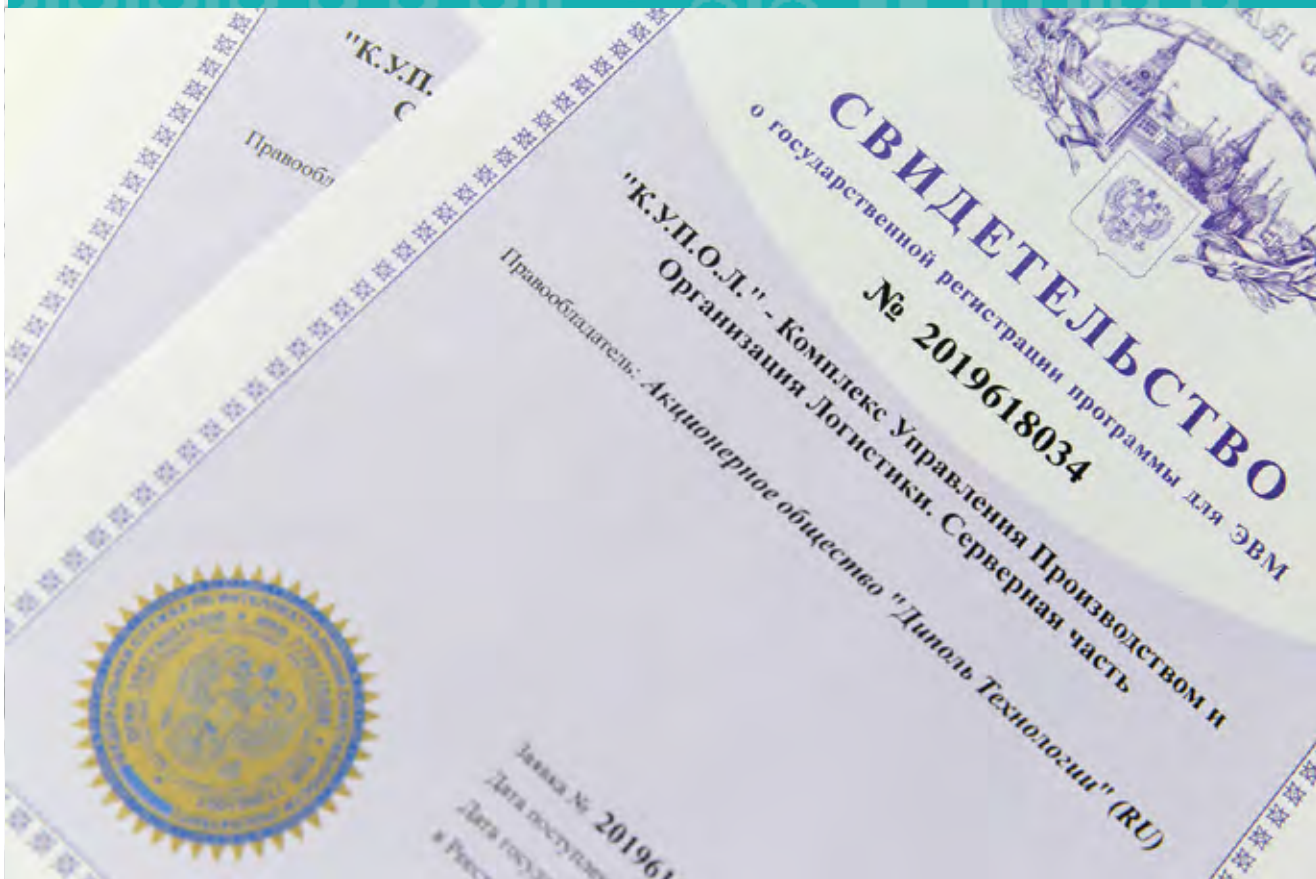 "К.У.П.
С
Правообл
СВИДЕТЕЛЬСТВО
о государственной регистрации программы для ЭВМ
№ 2019618034
"К.У.П.О.Л." - Комплекс Управления Производством и
Организация Логистики. Серверная часть
Правообладатель: Акционерное общество "Диполь Технологии" (RU)
Заявка № 201961
Дата поступлен
Дата госуд
в Реест